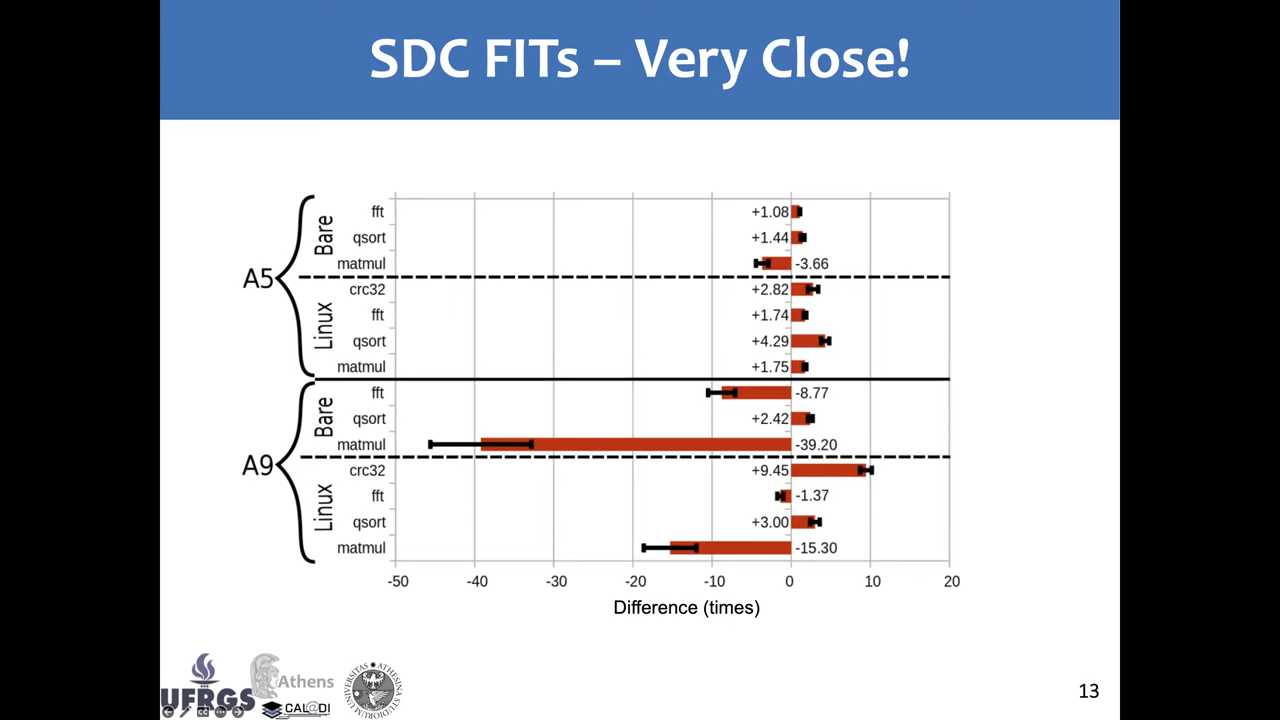 SDC FITs – Very Close!
A5
Bare
fft +1.08
qsort +1.44
matmul -3.66
Linux
crc32 +2.82
fft +1.74
qsort +4.29
matmul +1.75
A9
Bare
fft -8.77
qsort +2.42
matmul -39.20
Linux
crc32 +9.45
fft -1.37
qsort +3.00
matmul -15.30
-50 -40 -30 -20 -10 0 10 20
Difference (times)
UFRGS
Athens
CAL@DI
13